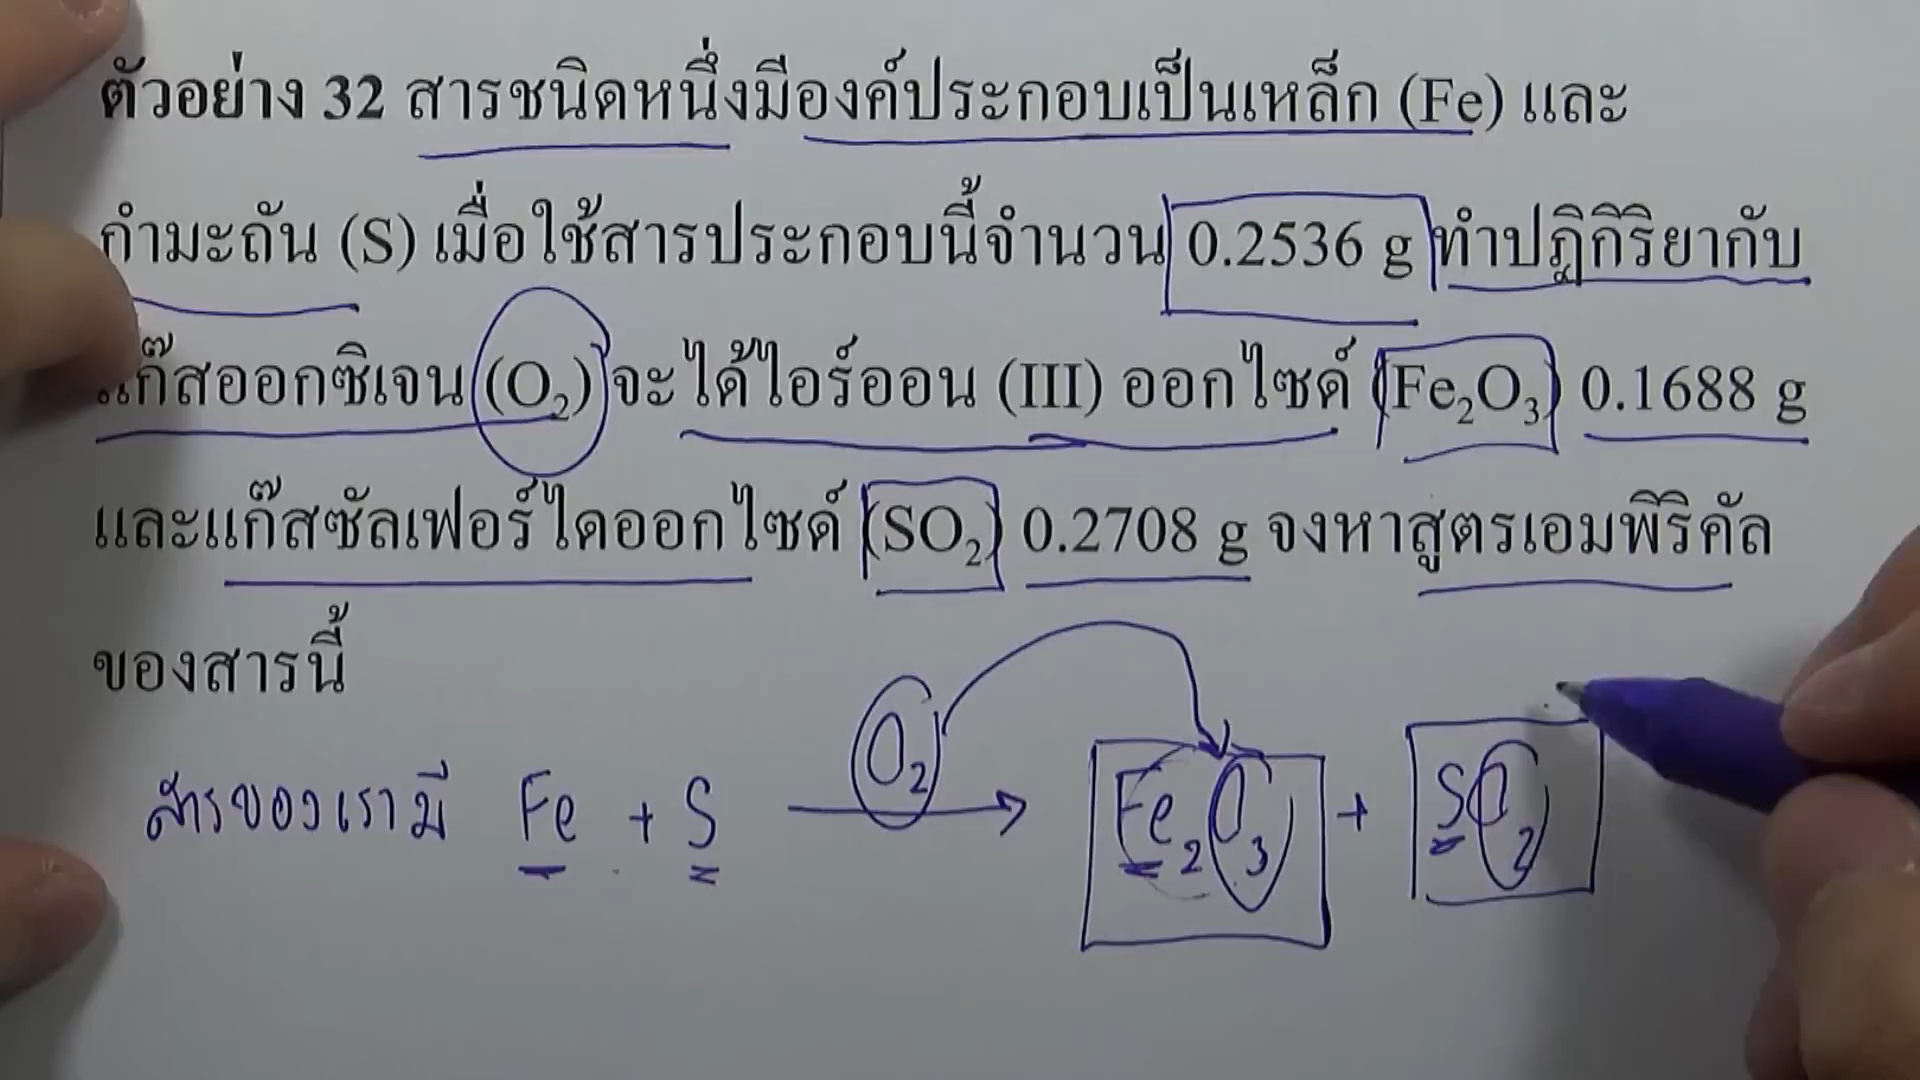 ตัวอย่าง 32 สารชนิดหนึ่งมีองค์ประกอบเป็นเหล็ก (Fe) และ
กำมะถัน (S) เมื่อใช้สารประกอบนี้จำนวน 0.2536 g ทำปฏิกิริยากับ
แก๊สออกซิเจน (O₂) จะได้ไอร์ออน (III) ออกไซด์ (Fe₂O₃) 0.1688 g
และแก๊สซัลเฟอร์ไดออกไซด์ (SO₂) 0.2708 g จงหาสูตรเอมพิริคัล
ของสารนี้
สารของเรามี Fe + S O₂ → Fe₂O₃ + SO₂